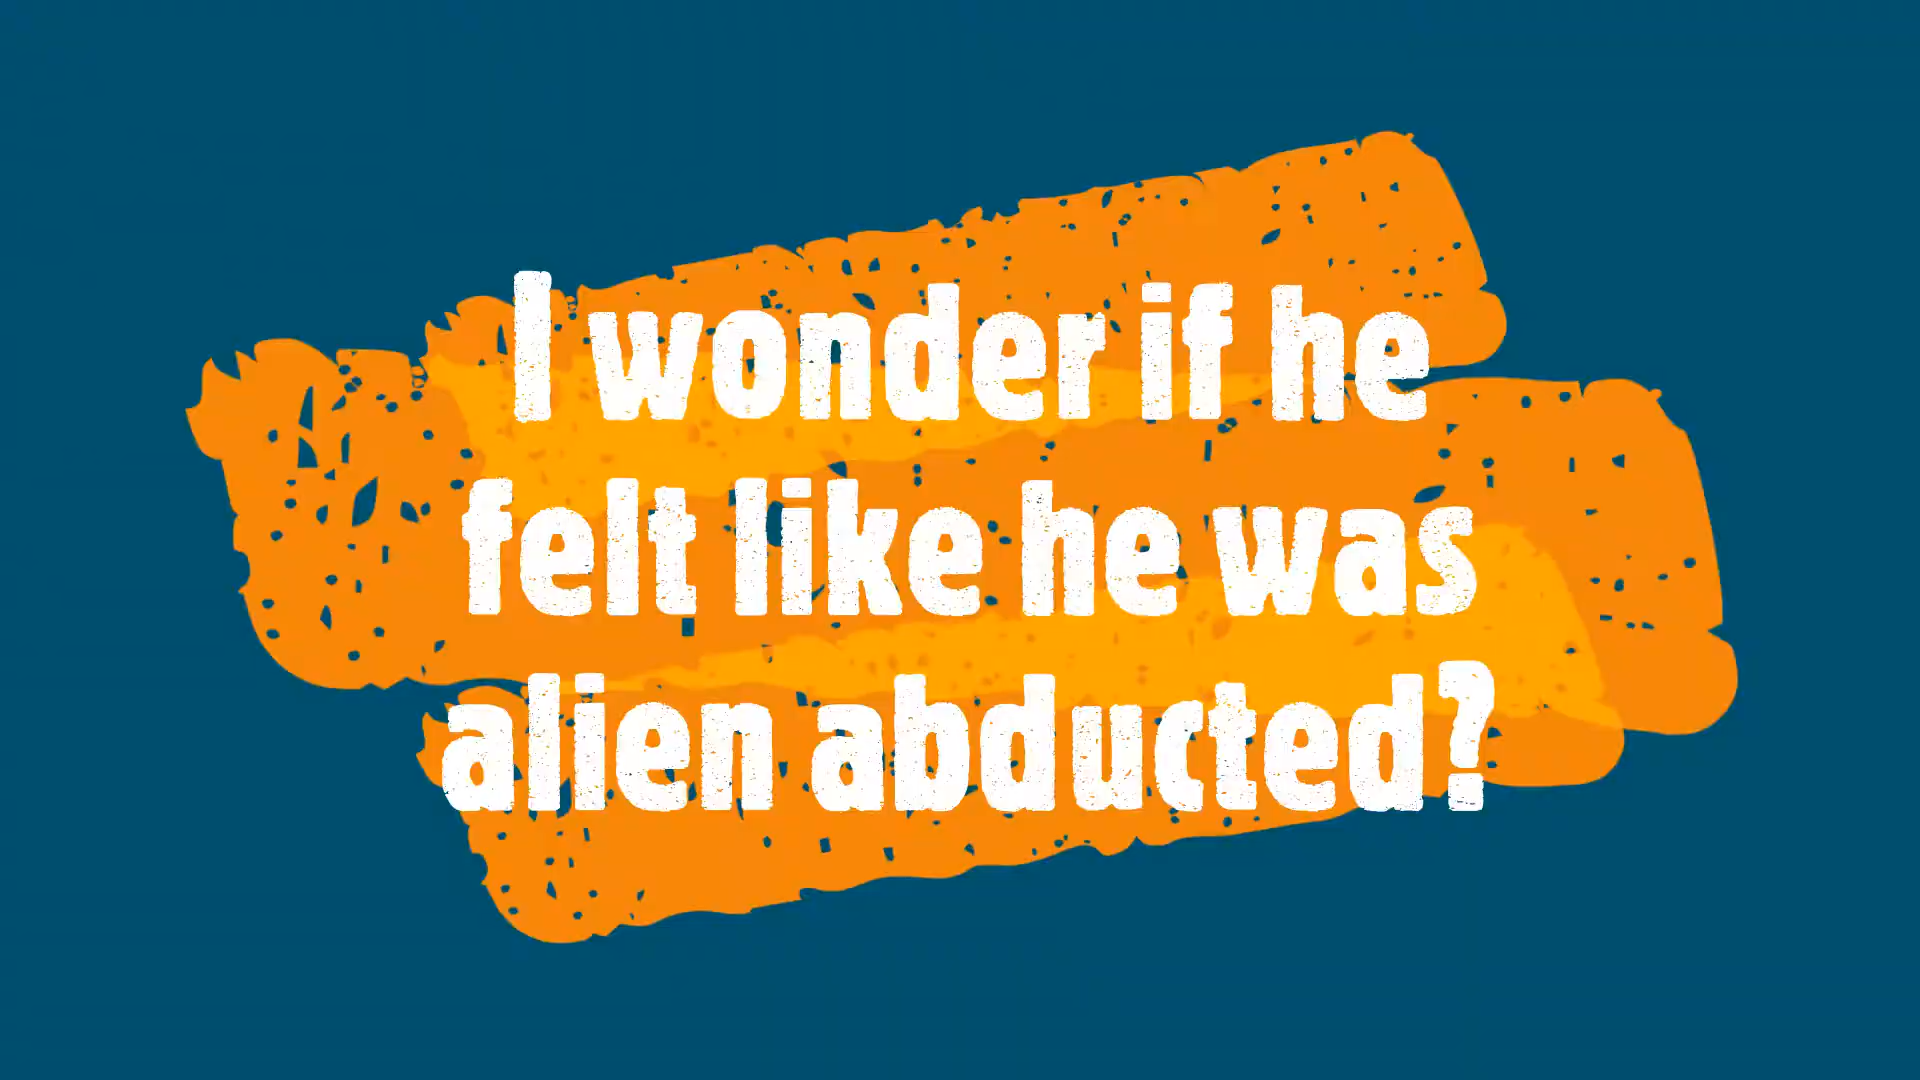 I wonder if he
felt like he was
alien abducted?